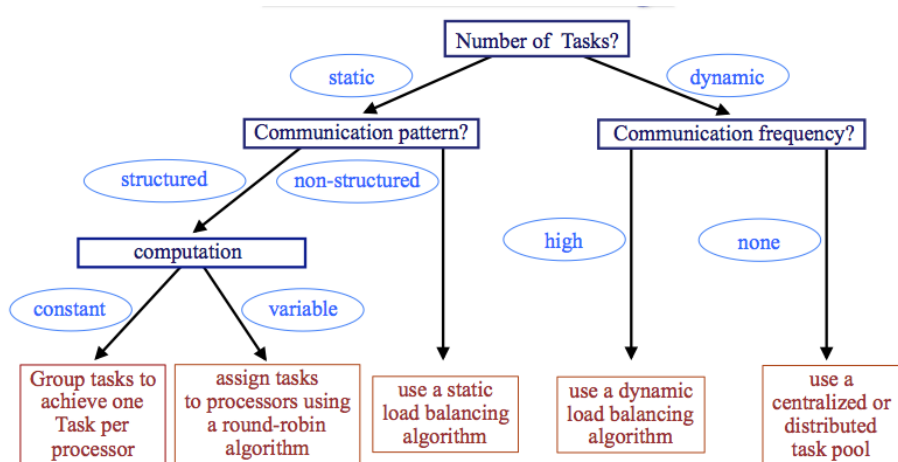 Number of Tasks?
static
dynamic
Communication pattern?
Communication frequency?
structured
non-structured
high
none
computation
constant
variable
Group tasks to
achieve one
Task per
processor
assign tasks
to processors using
a round-robin
algorithm
use a static
load balancing
algorithm
use a dynamic
load balancing
algorithm
use a
centralized or
distributed
task pool